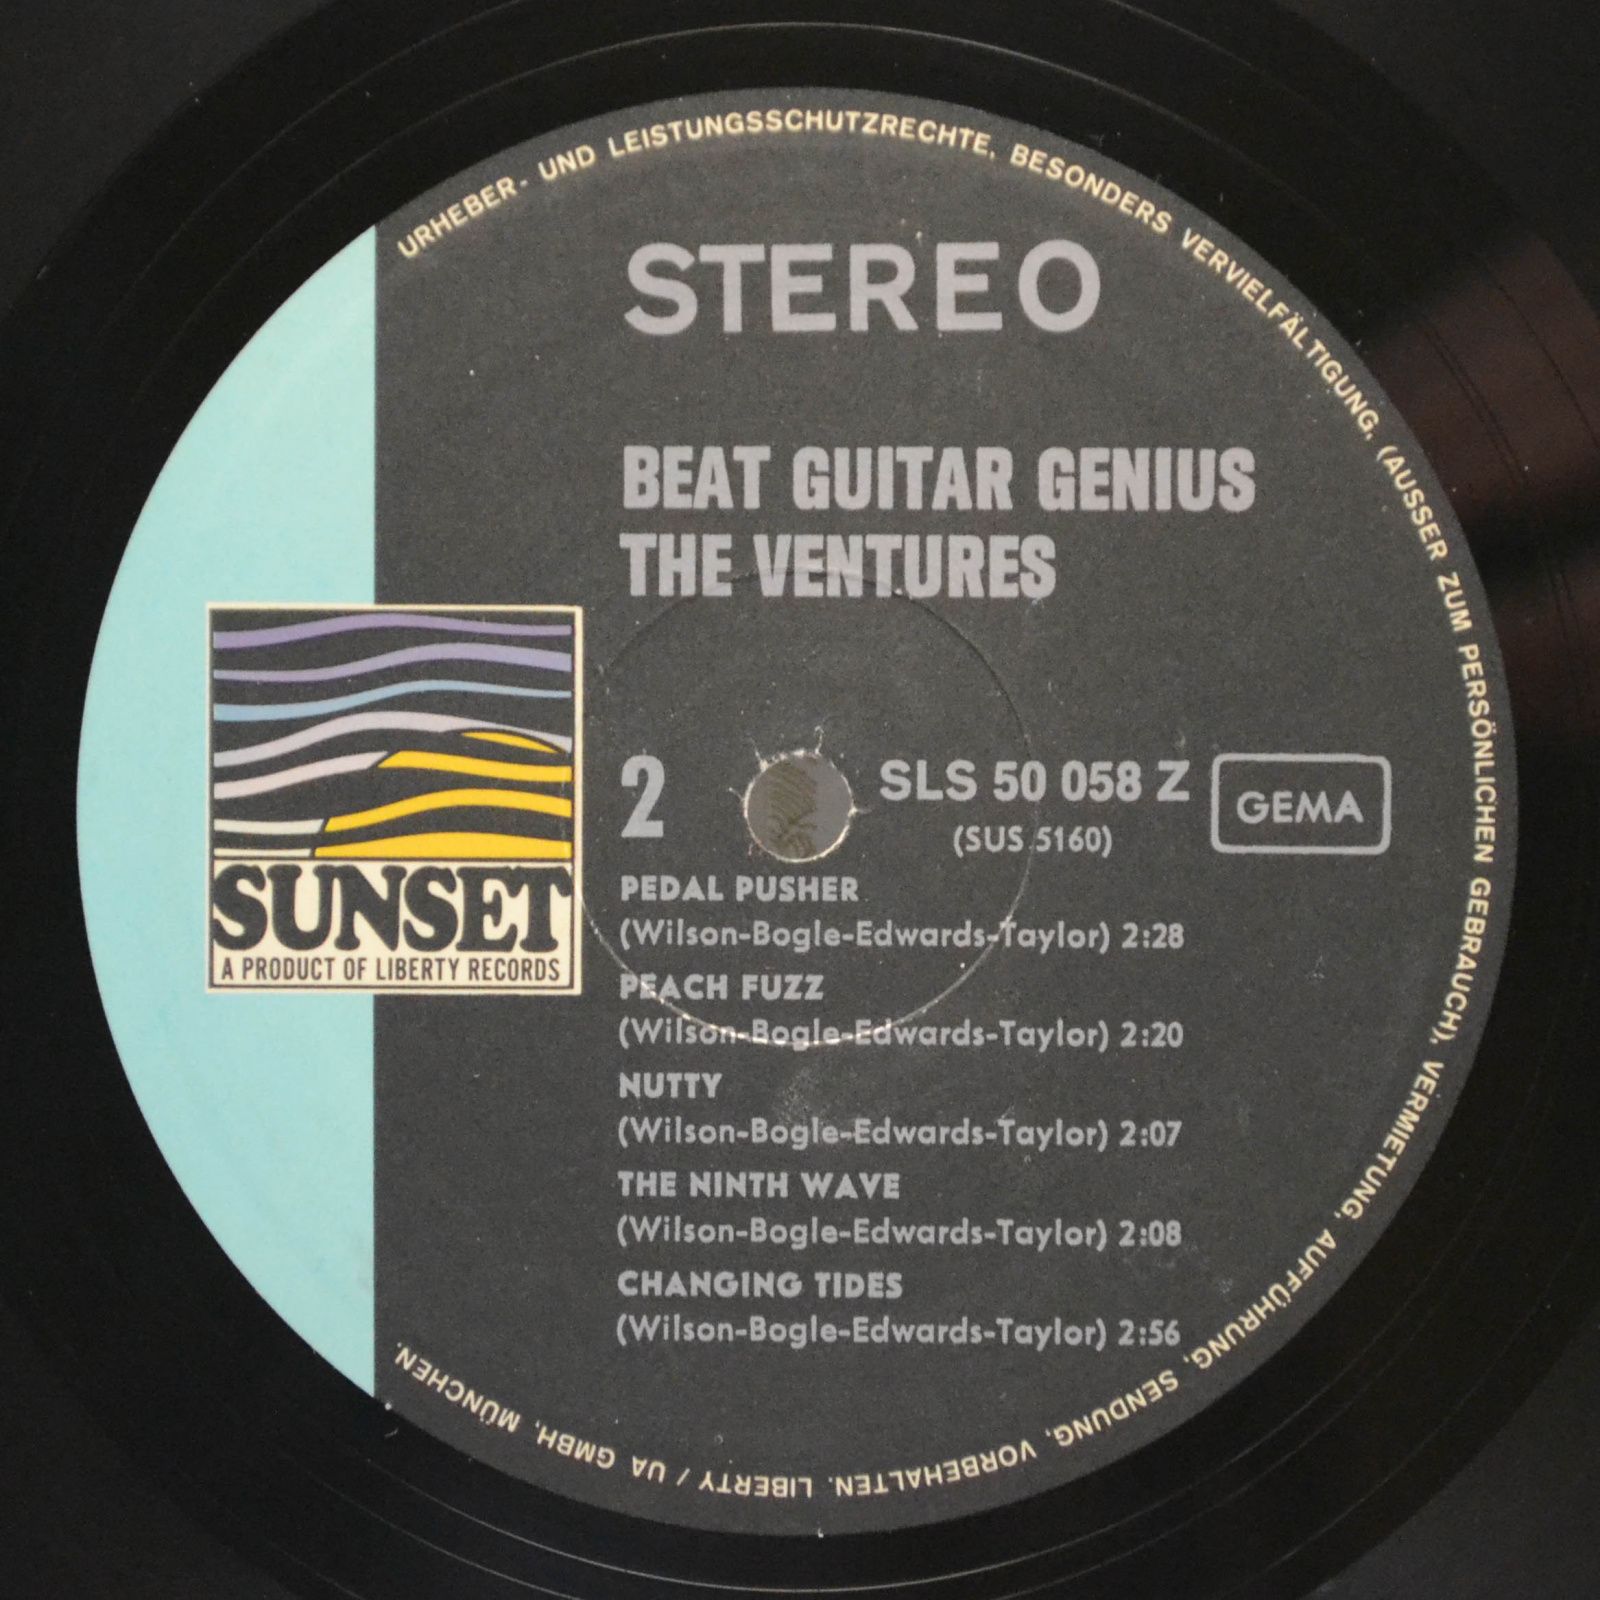 URHEBER- UND LEISTUNGSSCHUTZRECHTE, BESONDERS VERVIELFÄLTIGUNG, (AUSSER ZUM PERSÖNLICHEN GEBRAUCH), VERMIETUNG, AUFFÜHRUNG, SENDUNG, VORBEHALTEN. LIBERTY / UA GMBH, MÜNCHEN.
STEREO
BEAT GUITAR GENIUS
THE VENTURES
SUNSET
A PRODUCT OF LIBERTY RECORDS
2
SLS 50 058 Z
(SUS 5160)
GEMA
PEDAL PUSHER
(Wilson-Bogle-Edwards-Taylor) 2:28
PEACH FUZZ
(Wilson-Bogle-Edwards-Taylor) 2:20
NUTTY
(Wilson-Bogle-Edwards-Taylor) 2:07
THE NINTH WAVE
(Wilson-Bogle-Edwards-Taylor) 2:08
CHANGING TIDES
(Wilson-Bogle-Edwards-Taylor) 2:56